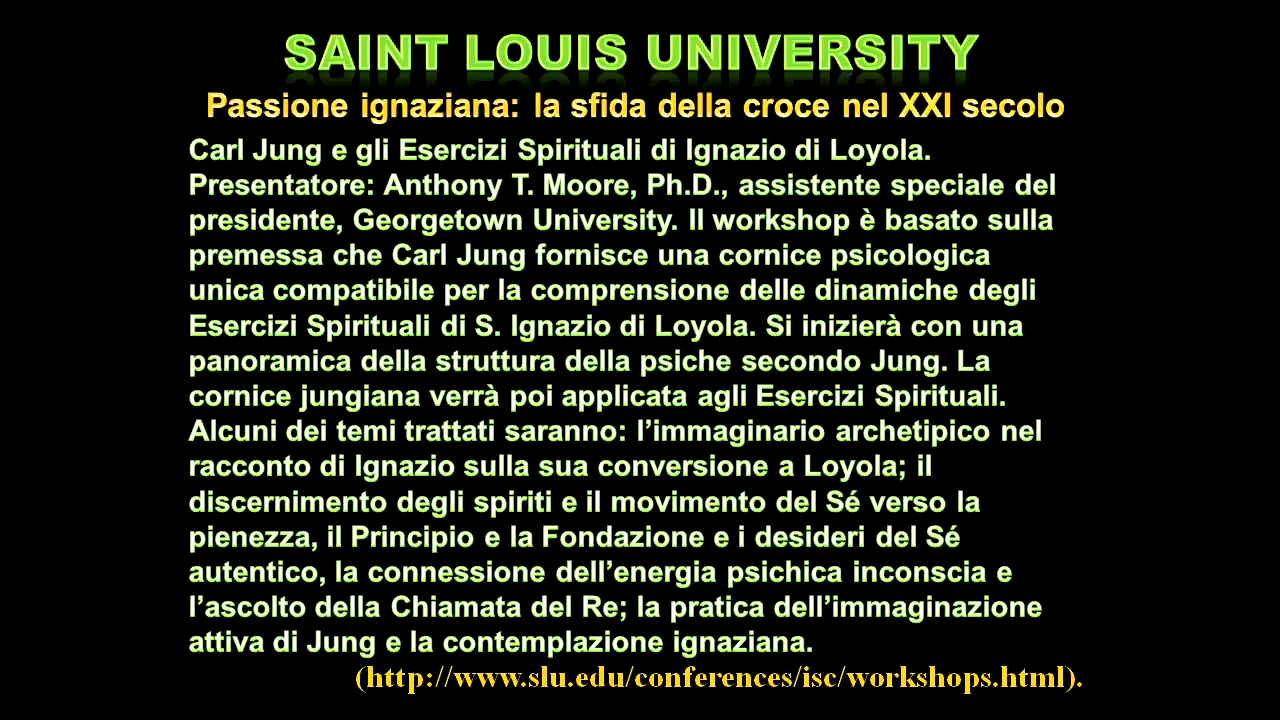 SAINT LOUIS UNIVERSITY
Passione ignaziana: la sfida della croce nel XXI secolo
Carl Jung e gli Esercizi Spirituali di Ignazio di Loyola.
Presentatore: Anthony T. Moore, Ph.D., assistente speciale del
presidente, Georgetown University. Il workshop è basato sulla
premessa che Carl Jung fornisce una cornice psicologica
unica compatibile per la comprensione delle dinamiche degli
Esercizi Spirituali di S. Ignazio di Loyola. Si inizierà con una
panoramica della struttura della psiche secondo Jung. La
cornice jungiana verrà poi applicata agli Esercizi Spirituali.
Alcuni dei temi trattati saranno: l’immaginario archetipico nel
racconto di Ignazio sulla sua conversione a Loyola; il
discernimento degli spiriti e il movimento del Sé verso la
pienezza, il Principio e la Fondazione e i desideri del Sé
autentico, la connessione dell’energia psichica inconscia e
l’ascolto della Chiamata del Re; la pratica dell’immaginazione
attiva di Jung e la contemplazione ignaziana.
(http://www.slu.edu/conferences/isc/workshops.html).